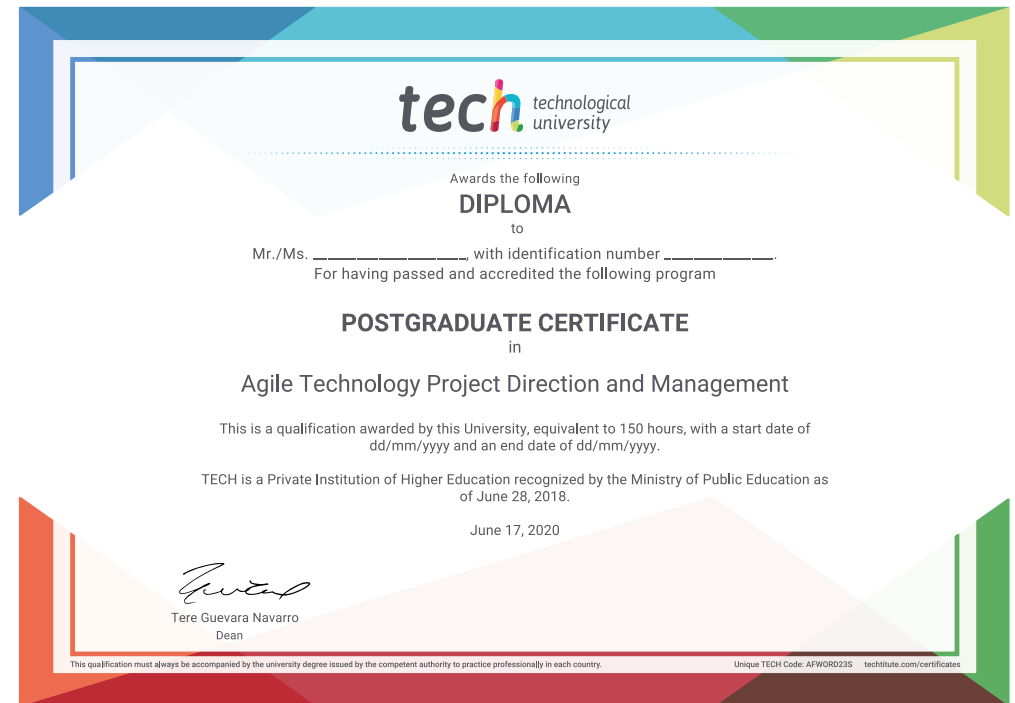 tech technological
university
Awards the following
DIPLOMA
to
Mr./Ms. __________________, with identification number _____________.
For having passed and accredited the following program
POSTGRADUATE CERTIFICATE
in
Agile Technology Project Direction and Management
This is a qualification awarded by this University, equivalent to 150 hours, with a start date of
dd/mm/yyyy and an end date of dd/mm/yyyy.
TECH is a Private Institution of Higher Education recognized by the Ministry of Public Education as
of June 28, 2018.
June 17, 2020
Tere Guevara Navarro
Dean
This qualification must always be accompanied by the university degree issued by the competent authority to practice professionally in each country.
Unique TECH Code: AFWORD23S techtitute.com/certificates